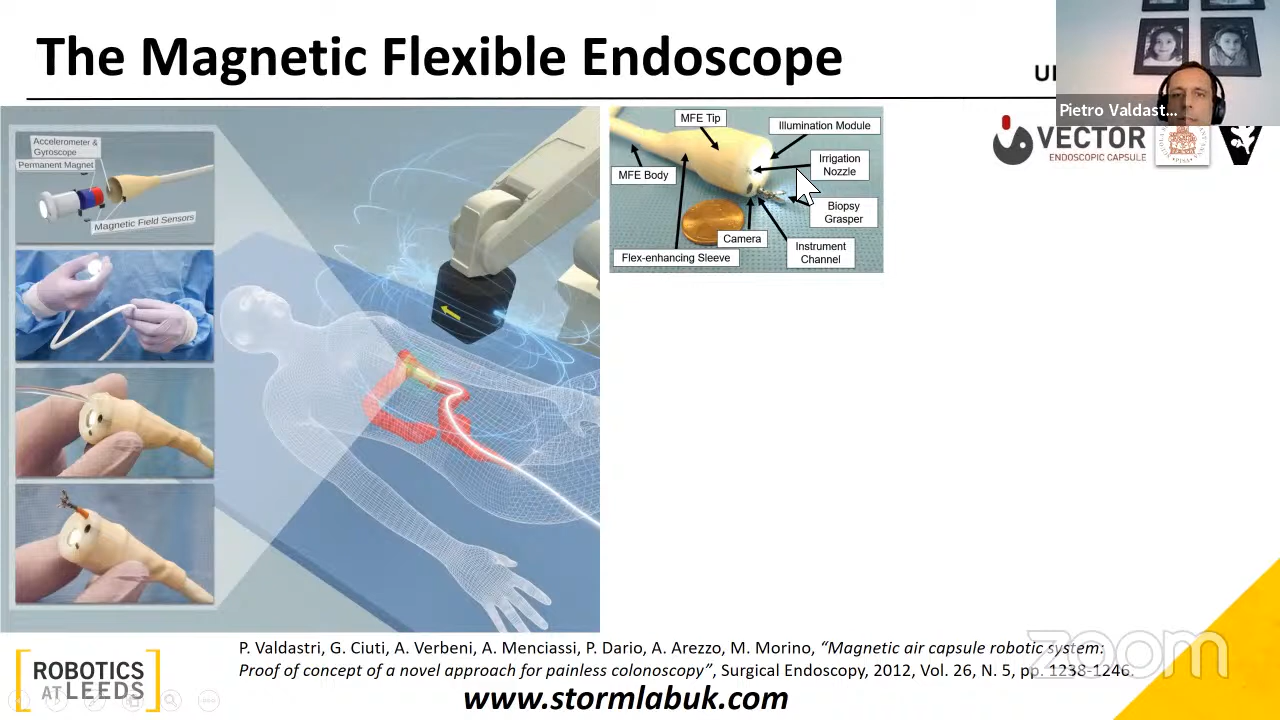 The Magnetic Flexible Endoscope
Pietro Valdast...
VECTOR
ENDOSCOPIC CAPSULE
Accelerometer &
Gyroscope
Permanent Magnet
Magnetic Field Sensors
MFE Tip
Illumination Module
Irrigation
Nozzle
MFE Body
Biopsy
Grasper
Camera
Instrument
Channel
Flex-enhancing Sleeve
P. Valdastri, G. Ciuti, A. Verbeni, A. Menciassi, P. Dario, A. Arezzo, M. Morino, “Magnetic air capsule robotic system:
Proof of concept of a novel approach for painless colonoscopy”, Surgical Endoscopy, 2012, Vol. 26, N. 5, pp. 1238-1246.
zoom
ROBOTICS
AT LEEDS
www.stormlabuk.com